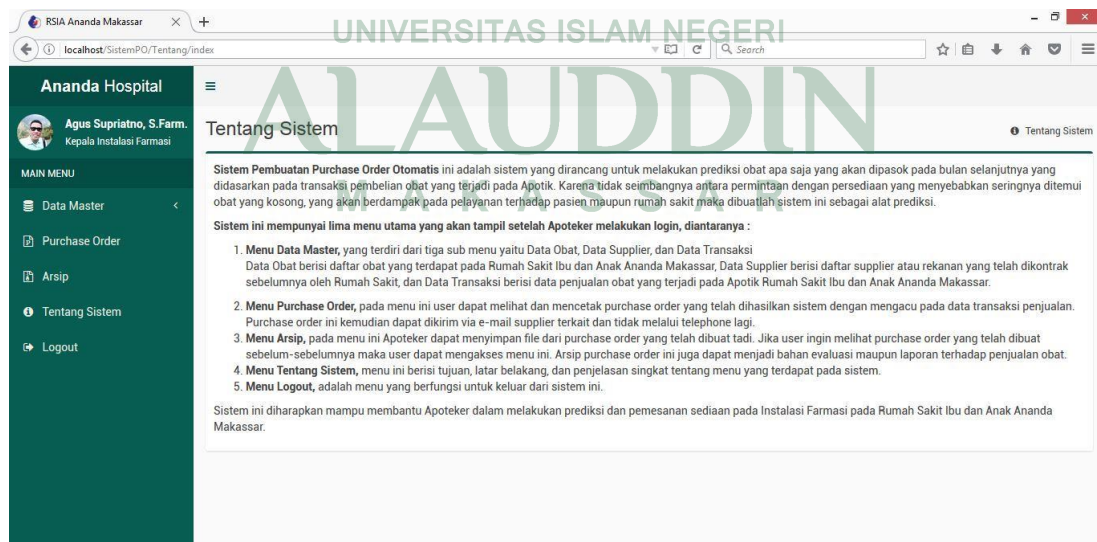 RSIA Ananda Makassar
UNIVERSITAS ISLAM NEGERI
localhost/SistemPO/Tentang/index
Search
ALAUDDIN
MAKASSAR
Ananda Hospital
Agus Supriatno, S.Farm.
Kepala Instalasi Farmasi
MAIN MENU
Data Master
Purchase Order
Arsip
Tentang Sistem
Logout
Tentang Sistem
Tentang Sistem
Sistem Pembuatan Purchase Order Otomatis ini adalah sistem yang dirancang untuk melakukan prediksi obat apa saja yang akan dipasok pada bulan selanjutnya yang
didasarkan pada transaksi pembelian obat yang terjadi pada Apotik. Karena tidak seimbangnya antara permintaan dengan persediaan yang menyebabkan seringnya ditemui
obat yang kosong, yang akan berdampak pada pelayanan terhadap pasien maupun rumah sakit maka dibuatlah sistem ini sebagai alat prediksi.
Sistem ini mempunyai lima menu utama yang akan tampil setelah Apoteker melakukan login, diantaranya :
1. Menu Data Master, yang terdiri dari tiga sub menu yaitu Data Obat, Data Supplier, dan Data Transaksi
Data Obat berisi daftar obat yang terdapat pada Rumah Sakit Ibu dan Anak Ananda Makassar, Data Supplier berisi daftar supplier atau rekanan yang telah dikontrak
sebelumnya oleh Rumah Sakit, dan Data Transaksi berisi data penjualan obat yang terjadi pada Apotik Rumah Sakit Ibu dan Anak Ananda Makassar.
2. Menu Purchase Order, pada menu ini user dapat melihat dan mencetak purchase order yang telah dihasilkan sistem dengan mengacu pada data transaksi penjualan.
Purchase order ini kemudian dapat dikirim via e-mail supplier terkait dan tidak melalui telephone lagi.
3. Menu Arsip, pada menu ini Apoteker dapat menyimpan file dari purchase order yang telah dibuat tadi. Jika user ingin melihat purchase order yang telah dibuat
sebelum-sebelumnya maka user dapat mengakses menu ini. Arsip purchase order ini juga dapat menjadi bahan evaluasi maupun laporan terhadap penjualan obat.
4. Menu Tentang Sistem, menu ini berisi tujuan, latar belakang, dan penjelasan singkat tentang menu yang terdapat pada sistem.
5. Menu Logout, adalah menu yang berfungsi untuk keluar dari sistem ini.
Sistem ini diharapkan mampu membantu Apoteker dalam melakukan prediksi dan pemesanan sediaan pada Instalasi Farmasi pada Rumah Sakit Ibu dan Anak Ananda
Makassar.